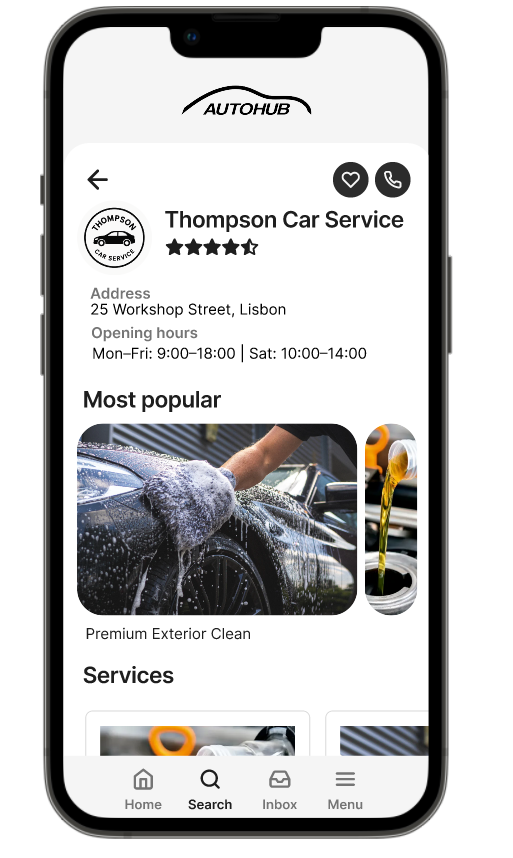 AUTOHUB
THOMPSON
CAR SERVICE
Thompson Car Service
Address
25 Workshop Street, Lisbon
Opening hours
Mon–Fri: 9:00–18:00 | Sat: 10:00–14:00
Most popular
Premium Exterior Clean
Services
Home Search Inbox Menu